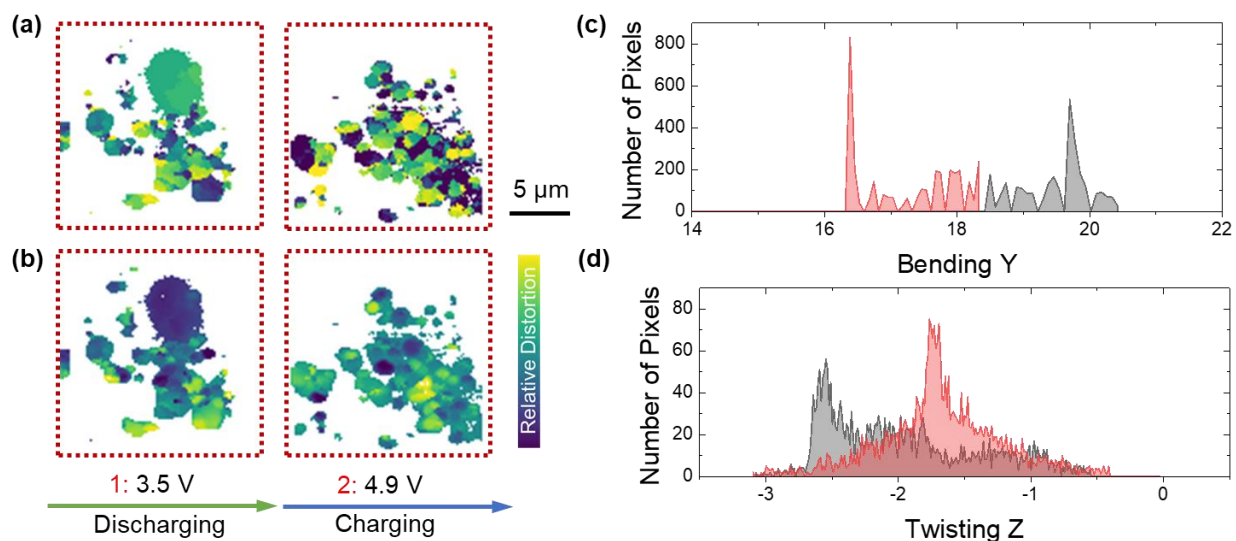 (a)
(b)
5 μm
Relative Distortion
1: 3.5 V
2: 4.9 V
Discharging
Charging
(c)
Number of Pixels
800
600
400
200
0
14 16 18 20 22
Bending Y
(d)
Number of Pixels
80
60
40
20
0
-3 -2 -1 0
Twisting Z